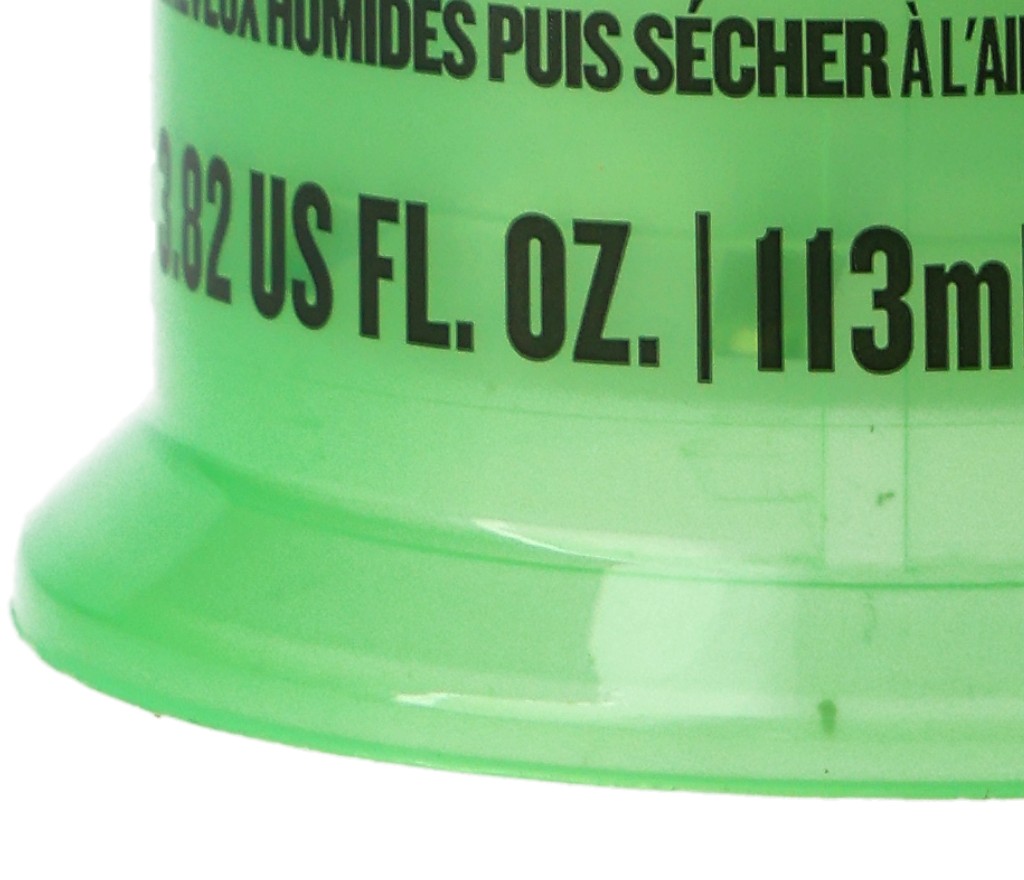 HUMIDES PUIS SÉCHER À L'AI
3.82 US FL. OZ. | 113ml